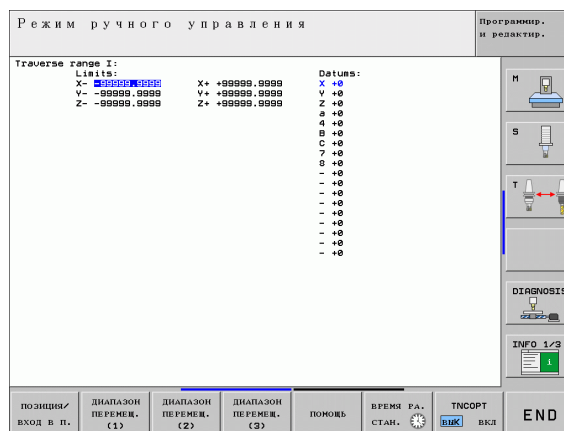 Режим ручного управления
Программир.
и редактир.
Traverse range I:
Limits: Datums:
X- -99999.9999 X+ +99999.9999 X +0
Y- -99999.9999 Y+ +99999.9999 Y +0
Z- -99999.9999 Z+ +99999.9999 Z +0
a +0
4 +0
B +0
C +0
7 +0
8 +0
- +0
- +0
- +0
- +0
- +0
- +0
- +0
- +0
- +0
M
S
T
DIAGNOSIS
INFO 1/3
i
ПОЗИЦИЯ/
ВХОД В П.
ДИАПАЗОН
ПЕРЕМЕЩ.
(1)
ДИАПАЗОН
ПЕРЕМЕЩ.
(2)
ДИАПАЗОН
ПЕРЕМЕЩ.
(3)
ПОМОЩЬ
ВРЕМЯ РА.
СТАН.
TNCOPT
ВЫК ВКЛ
END